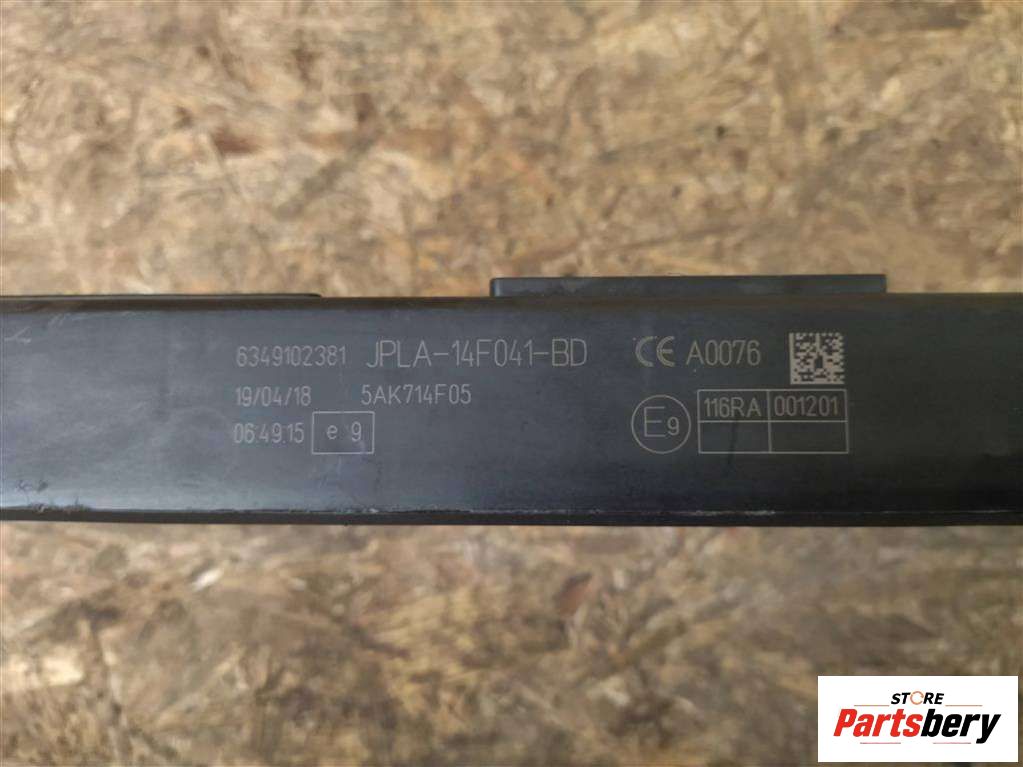 6349102381 JPLA-14F041-BD CE A0076
19/04/18 5AK714F05
116RA 001201
06:49.15 e 9 E9
STORE
Partsbery